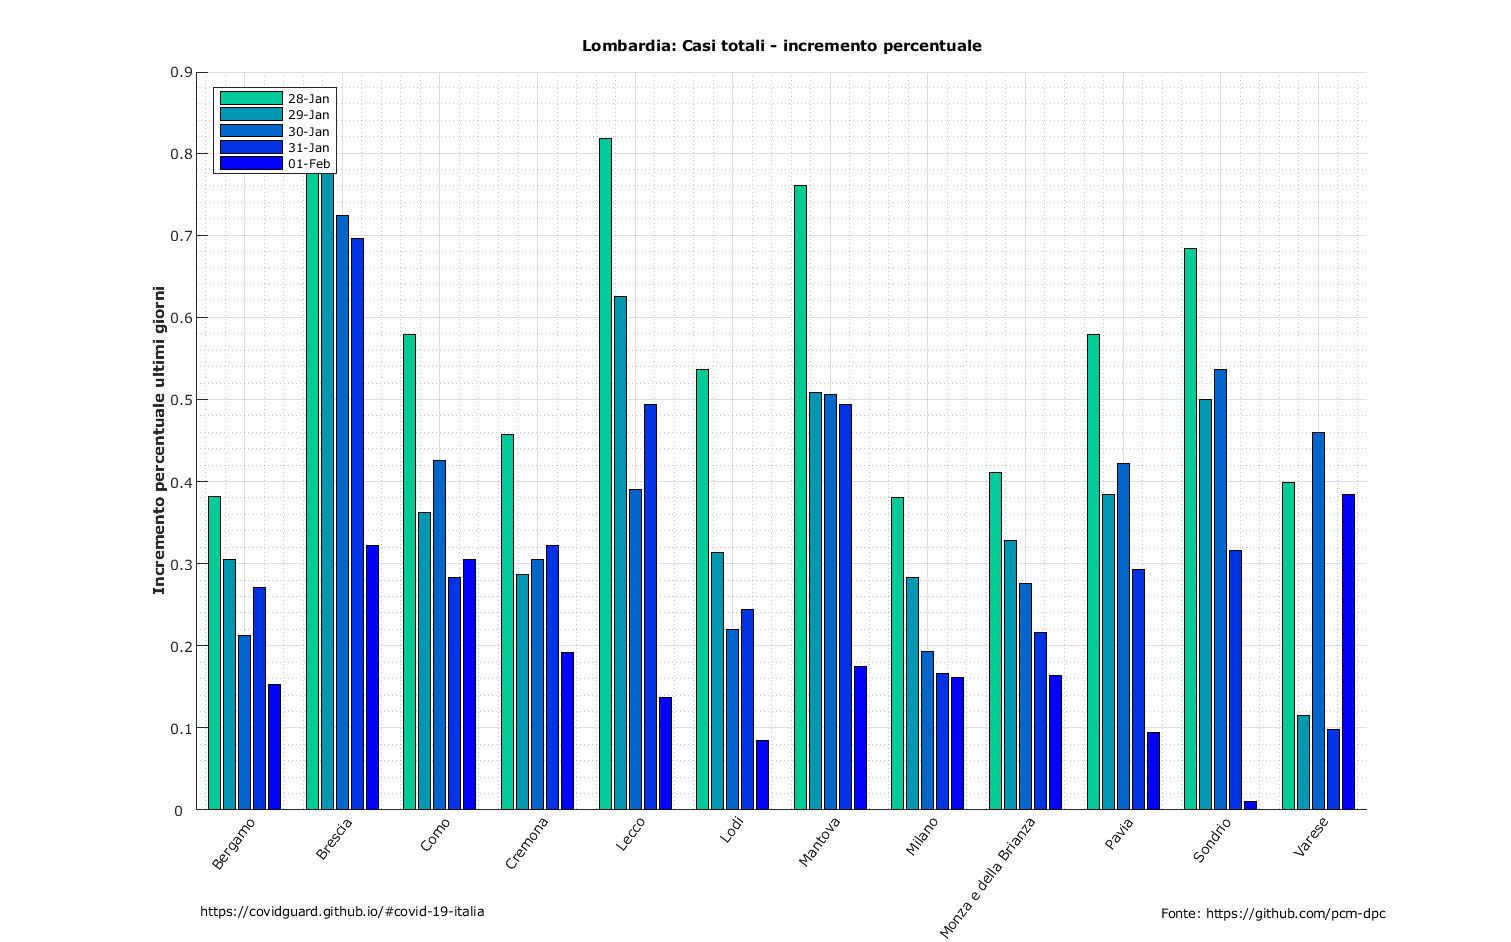 Lombardia: Casi totali - incremento percentuale
Incremento percentuale ultimi giorni
0.9
0.8
0.7
0.6
0.5
0.4
0.3
0.2
0.1
0
28-Jan
29-Jan
30-Jan
31-Jan
01-Feb
Bergamo
Brescia
Como
Cremona
Lecco
Lodi
Mantova
Milano
Monza e della Brianza
Pavia
Sondrio
Varese
https://covidguard.github.io/#covid-19-italia
Fonte: https://github.com/pcm-dpc